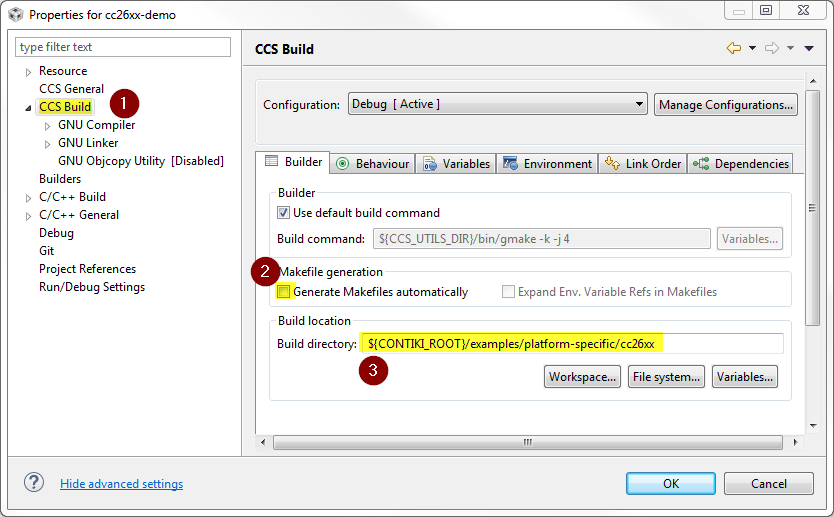 Properties for cc26xx-demo
type filter text
Resource
CCS General
CCS Build
1
GNU Compiler
GNU Linker
GNU Objcopy Utility [Disabled]
Builders
C/C++ Build
C/C++ General
Debug
Git
Project References
Run/Debug Settings
CCS Build
Configuration: Debug [ Active ] Manage Configurations...
Builder Behaviour Variables Environment Link Order Dependencies
Builder
Use default build command
Build command: ${CCS_UTILS_DIR}/bin/gmake -k -j 4 Variables...
2
Makefile generation
Generate Makefiles automatically Expand Env. Variable Refs in Makefiles
Build location
Build directory: ${CONTIKI_ROOT}/examples/platform-specific/cc26xx
3
Workspace... File system... Variables...
? Hide advanced settings OK Cancel